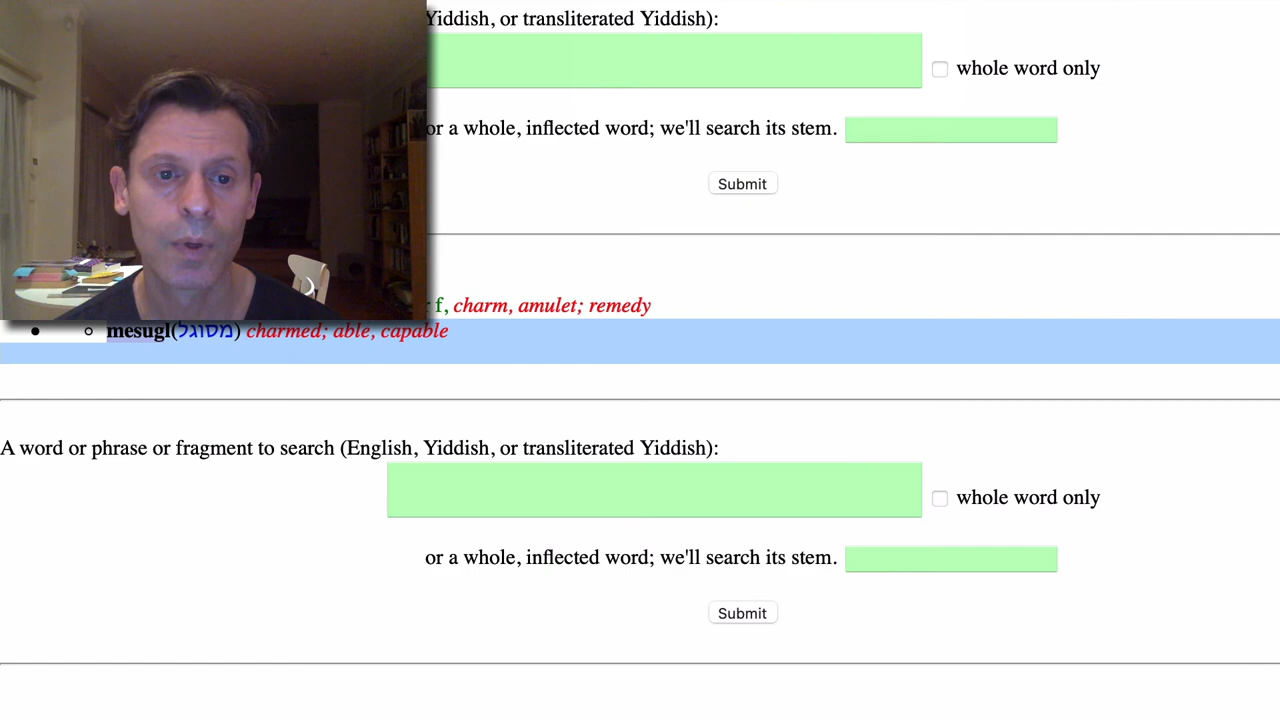 Yiddish, or transliterated Yiddish):
whole word only
or a whole, inflected word; we'll search its stem.
Submit
f, charm, amulet; remedy
mesugl(מסוגל) charmed; able, capable
A word or phrase or fragment to search (English, Yiddish, or transliterated Yiddish):
whole word only
or a whole, inflected word; we'll search its stem.
Submit